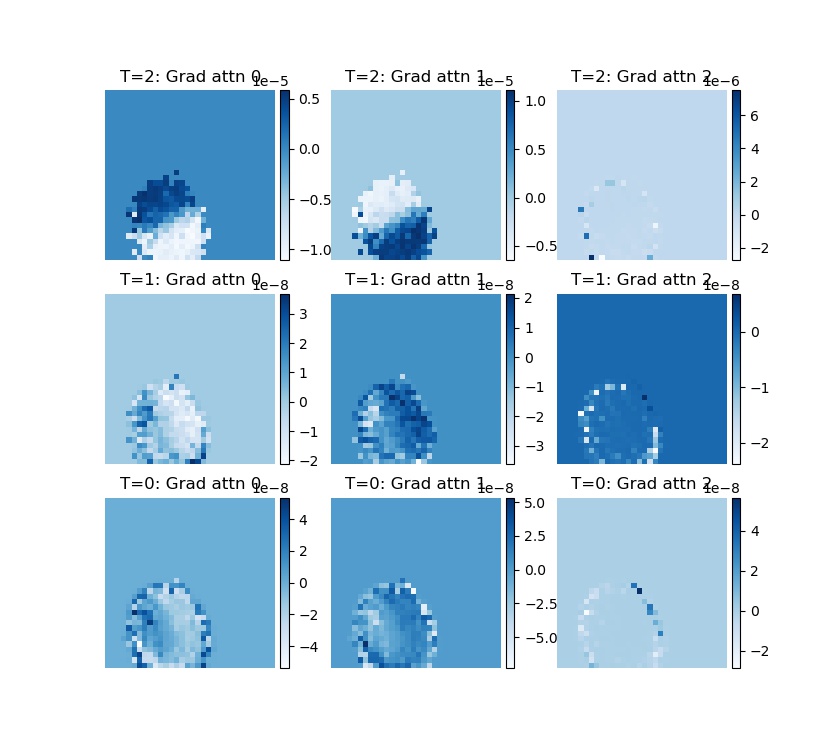 T=2: Grad attn 0 1e−5 T=2: Grad attn 1 1e−5 T=2: Grad attn 2 1e−6
0.5 1.0 6
0.0 0.5 4
−0.5 0.0 2
−1.0 −0.5 0
−2
T=1: Grad attn 0 1e−8 T=1: Grad attn 1 1e−8 T=1: Grad attn 2 1e−8
3 2 0
2 1 −1
1 0 −2
0 −1
−1 −2
−2 −3
T=0: Grad attn 0 1e−8 T=0: Grad attn 1 1e−8 T=0: Grad attn 2 1e−8
4 5.0 4
2 2.5 2
0 0.0 0
−2 −2.5 −2
−4 −5.0